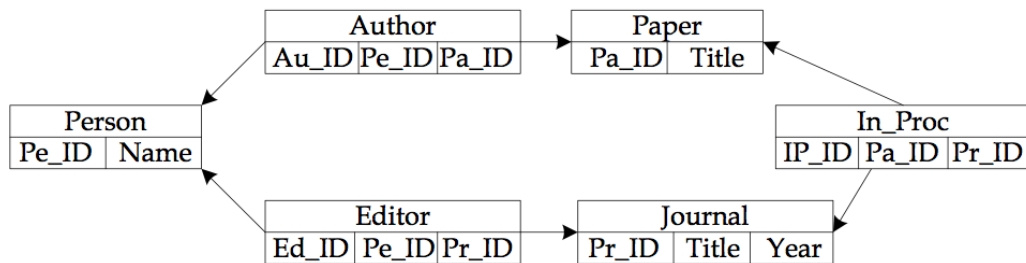 Author
Au_ID Pe_ID Pa_ID
Paper
Pa_ID Title
Person
Pe_ID Name
In_Proc
IP_ID Pa_ID Pr_ID
Editor
Ed_ID Pe_ID Pr_ID
Journal
Pr_ID Title Year